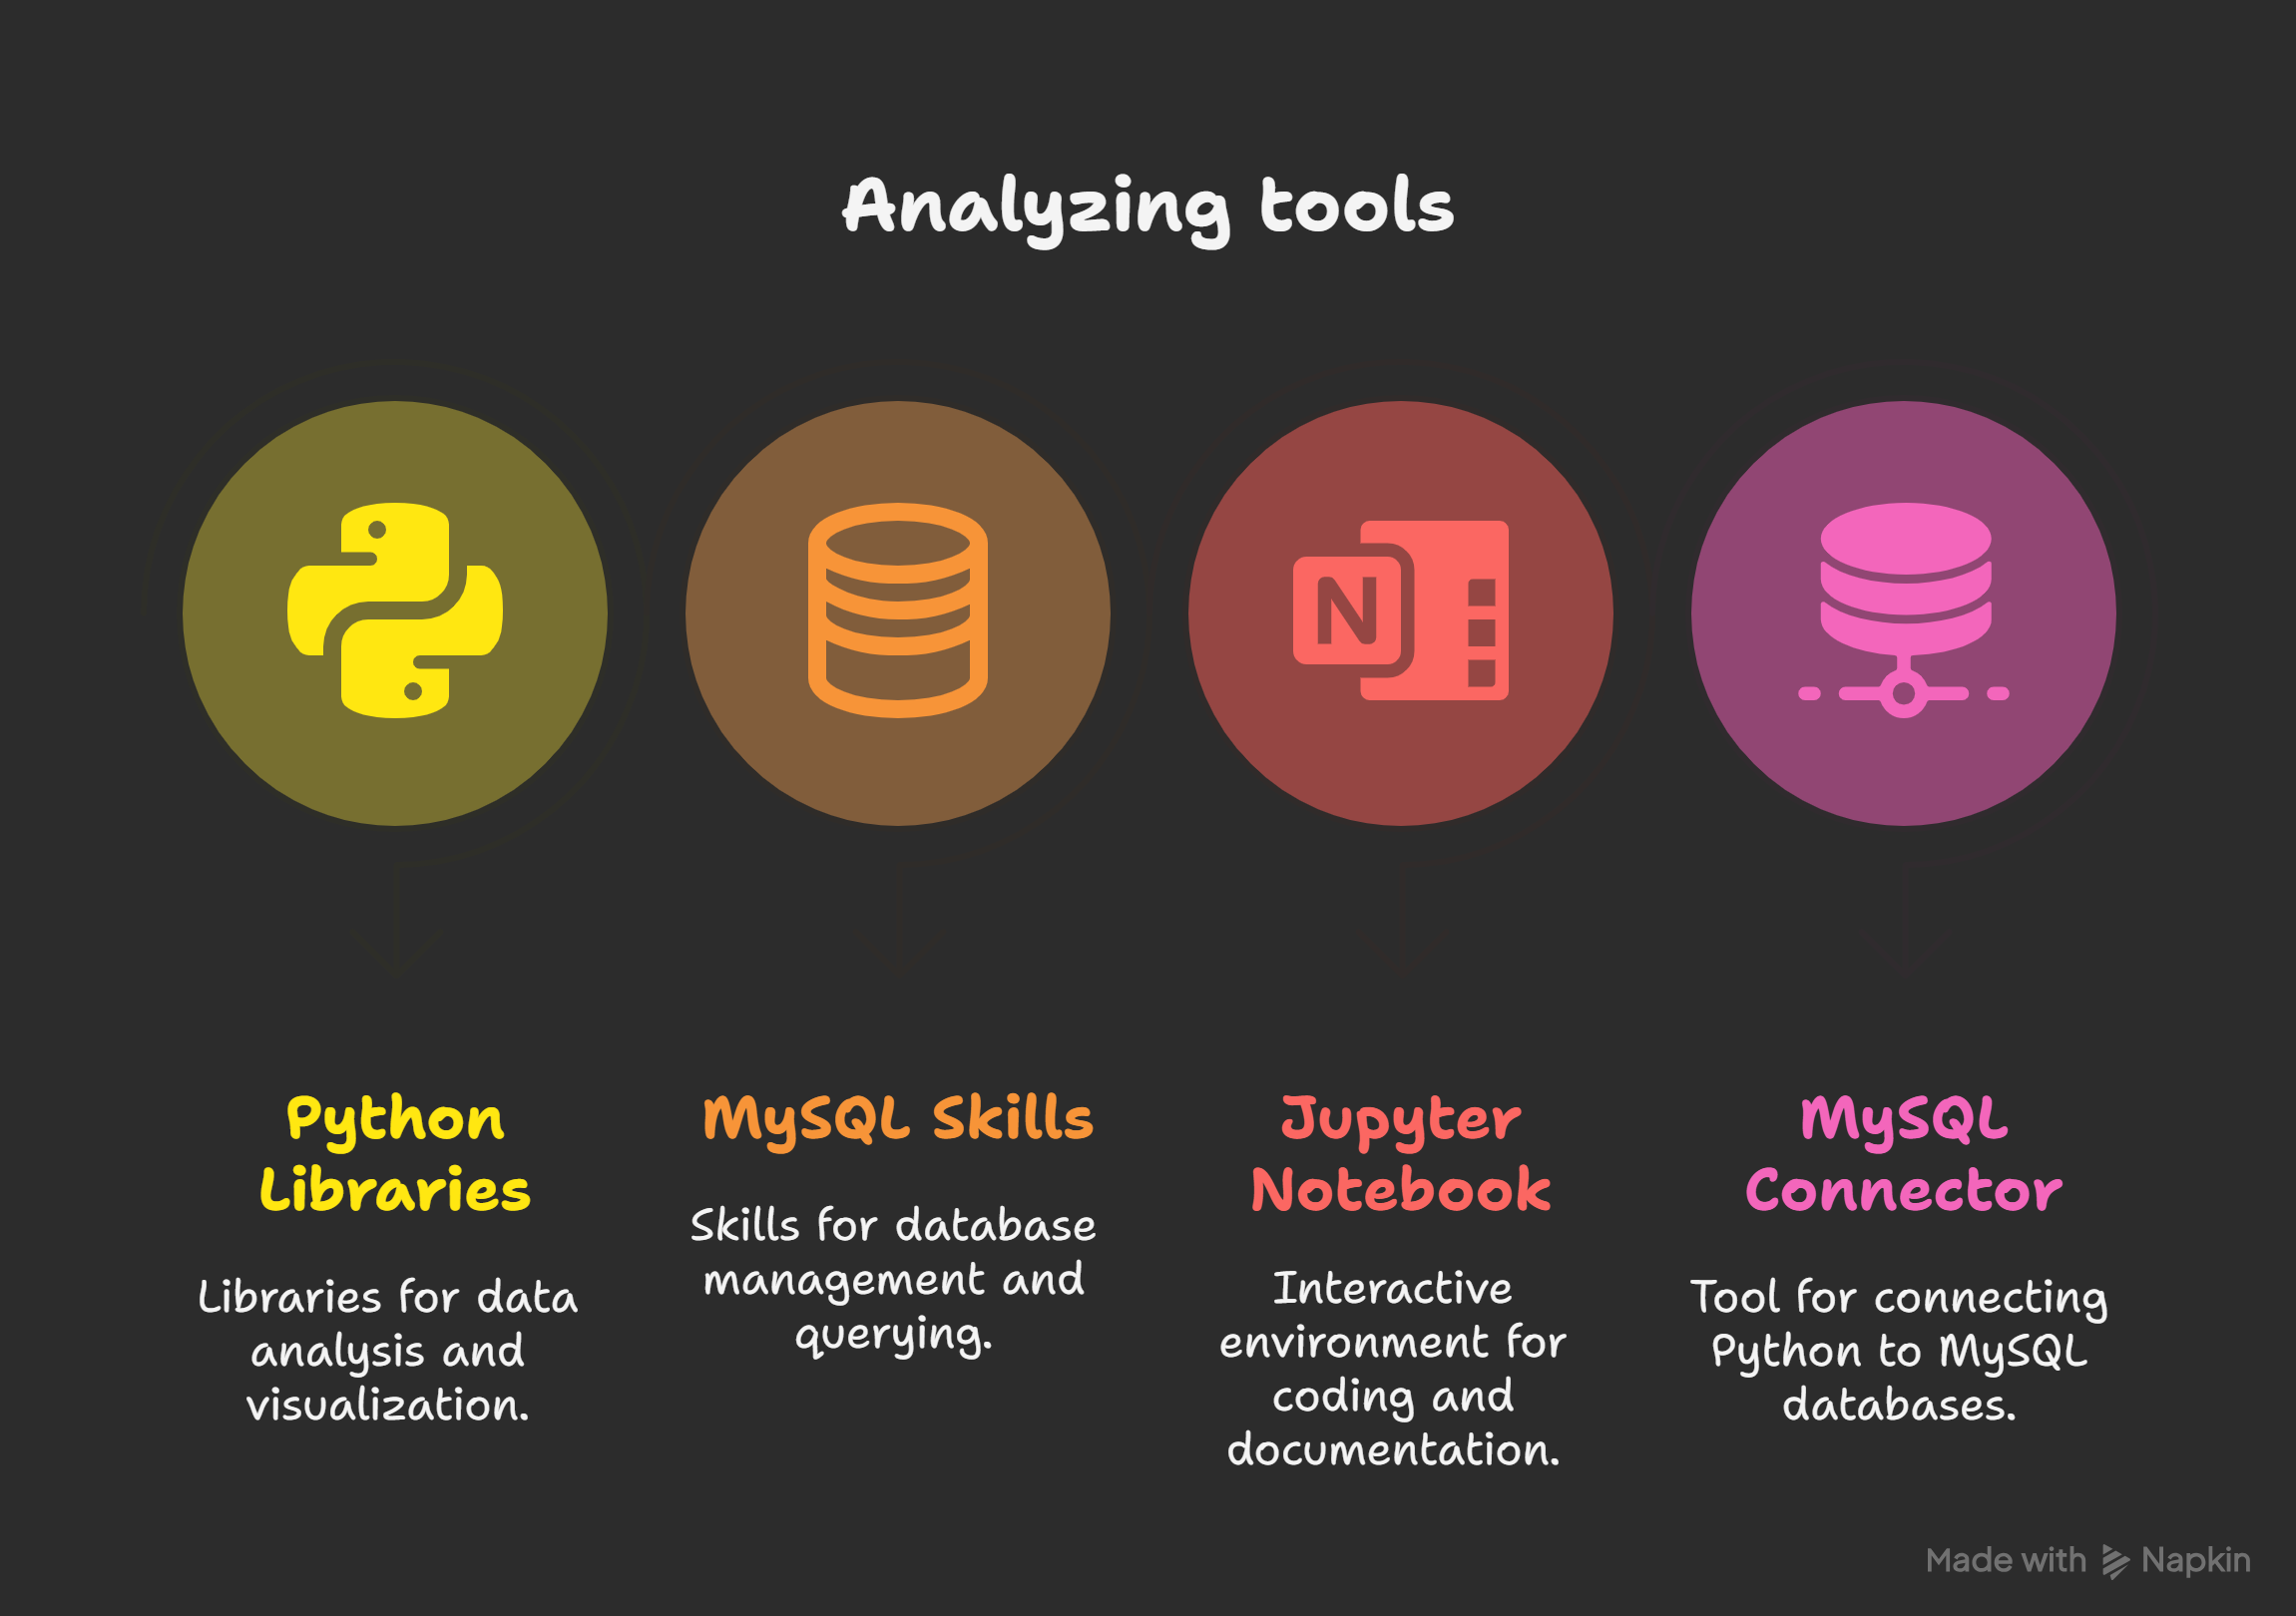 Analyzing tools
N
Python
Libraries
Libraries for data
analysis and
visualization.
MySQL Skills
Skills for database
management and
querying.
Jupyter
Notebook
Interactive
environment for
coding and
documentation.
MySQL
Connector
Tool for connecting
Python to MySQL
databases.
Made with Napkin